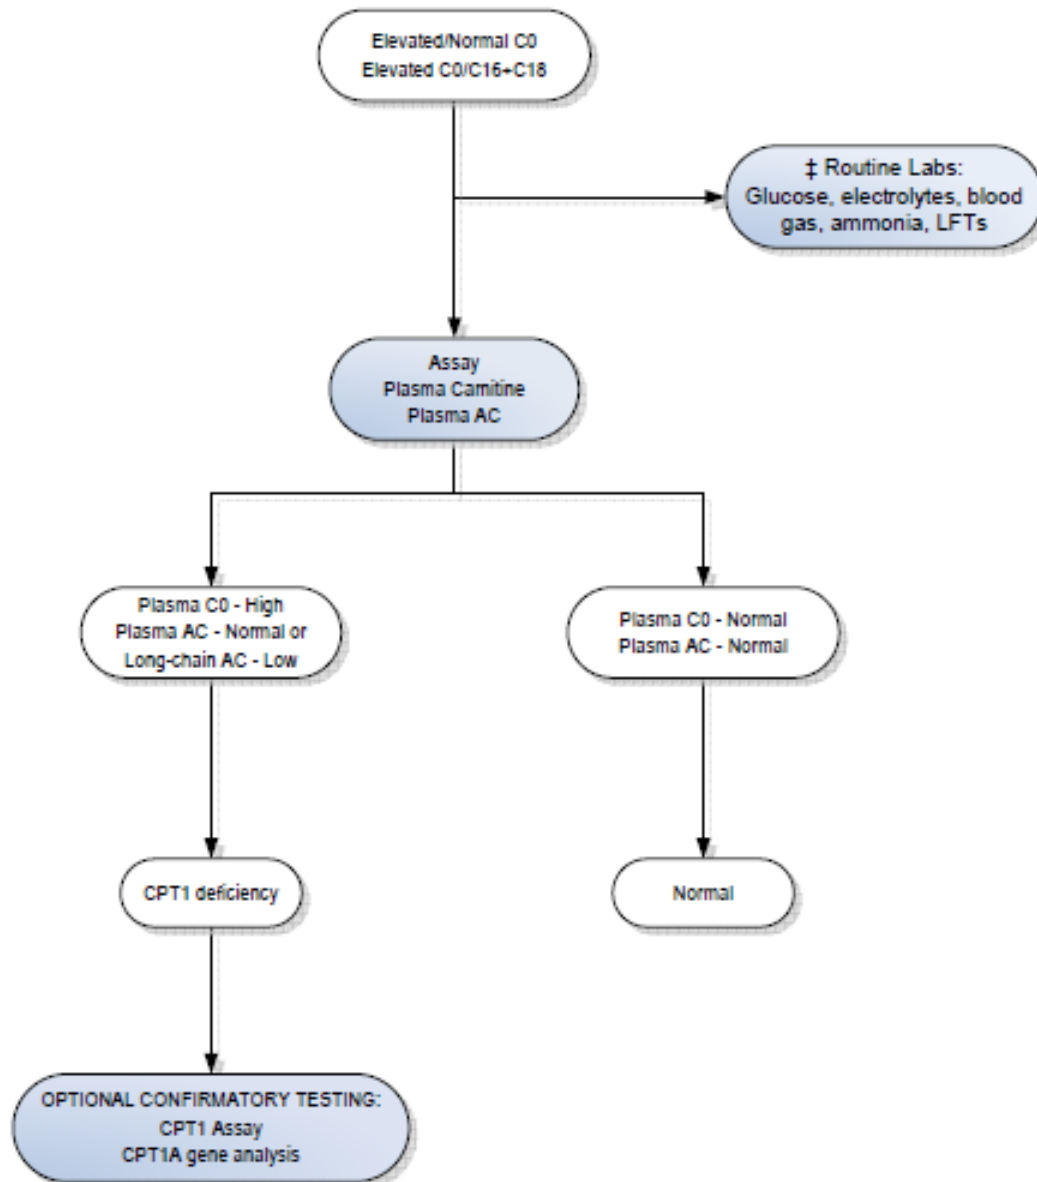 Elevated/Normal C0
Elevated C0/C16+C18
‡ Routine Labs:
Glucose, electrolytes, blood
gas, ammonia, LFTs
Assay
Plasma Carnitine
Plasma AC
Plasma C0 - High
Plasma AC - Normal or
Long-chain AC - Low
Plasma C0 - Normal
Plasma AC - Normal
CPT1 deficiency
Normal
OPTIONAL CONFIRMATORY TESTING:
CPT1 Assay
CPT1A gene analysis